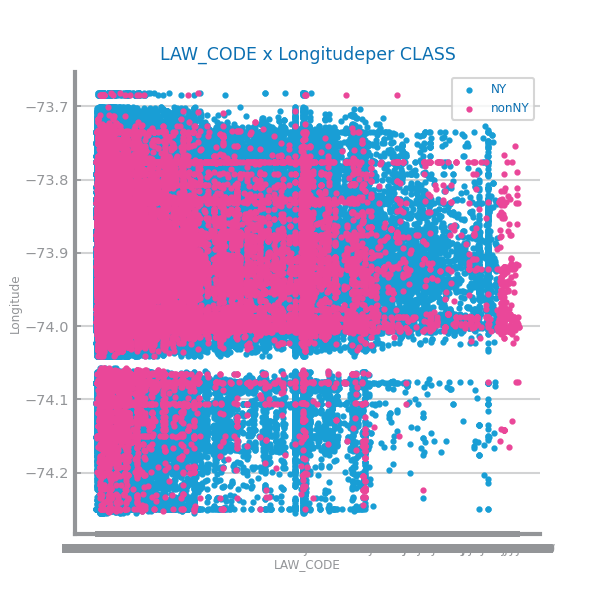 LAW_CODE x Longitudeper CLASS
NY
nonNY
−73.7
−73.8
−73.9
−74.0
−74.1
−74.2
Longitude
LAW_CODE